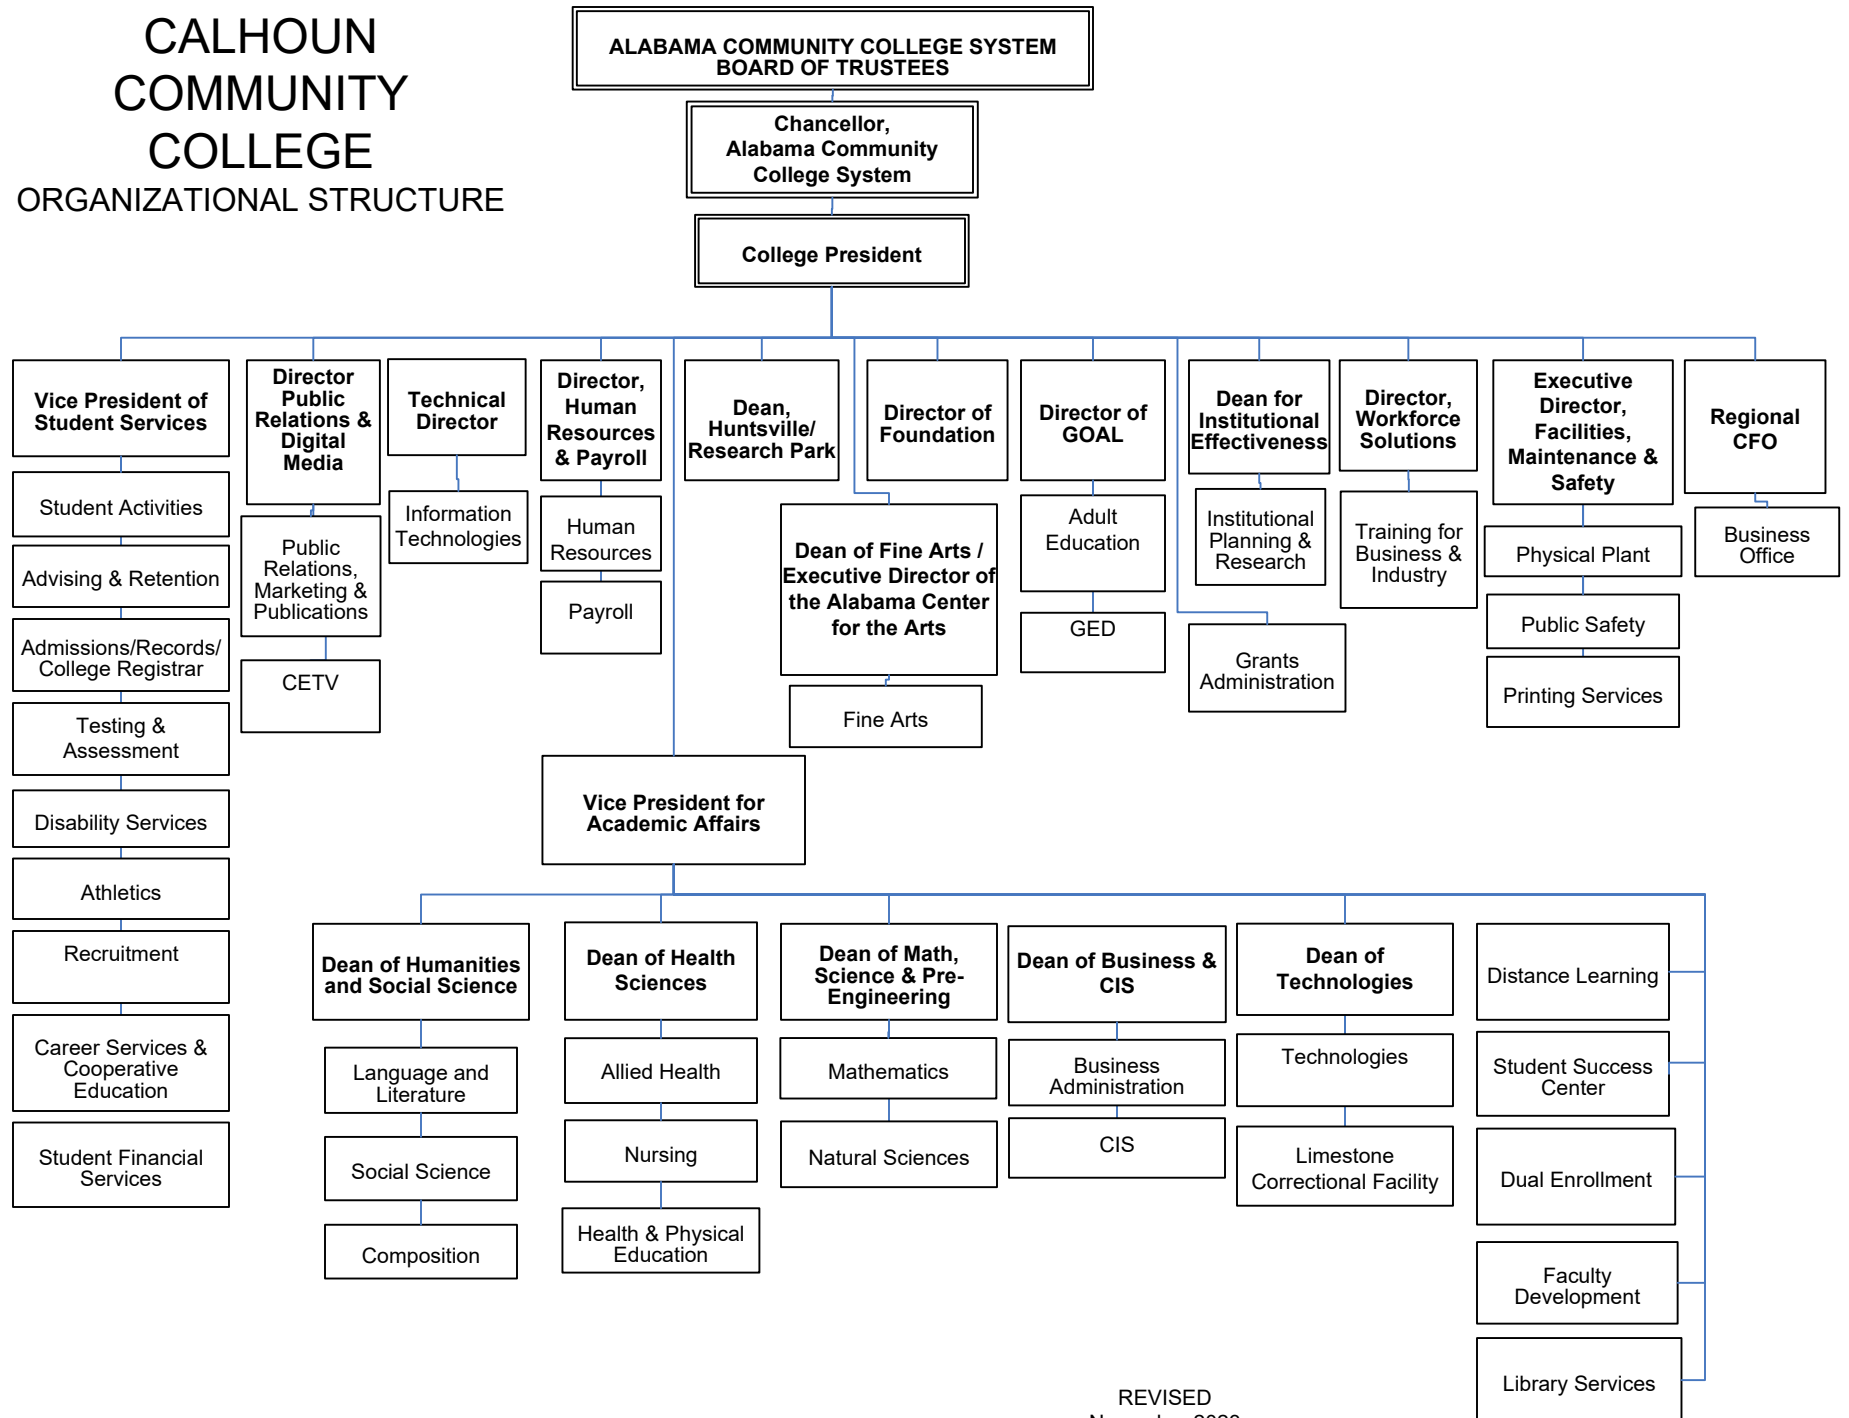 CALHOUN
COMMUNITY
COLLEGE
ORGANIZATIONAL STRUCTURE
ALABAMA COMMUNITY COLLEGE SYSTEM
BOARD OF TRUSTEES
Chancellor,
Alabama Community
College System
College President
Vice President of
Student Services
Student Activities
Advising & Retention
Admissions/Records/
College Registrar
Testing &
Assessment
Disability Services
Athletics
Recruitment
Career Services &
Cooperative
Education
Student Financial
Services
Director
Public
Relations &
Digital
Media
Public
Relations,
Marketing &
Publications
CETV
Technical
Director
Information
Technologies
Director,
Human
Resources
& Payroll
Human
Resources
Payroll
Dean,
Huntsville/
Research Park
Dean of Fine Arts /
Executive Director of
the Alabama Center
for the Arts
Fine Arts
Director of
Foundation
Director of
GOAL
Adult
Education
GED
Dean for
Institutional
Effectiveness
Institutional
Planning &
Research
Grants
Administration
Director,
Workforce
Solutions
Training for
Business &
Industry
Executive
Director,
Facilities,
Maintenance &
Safety
Physical Plant
Public Safety
Printing Services
Regional
CFO
Business
Office
Vice President for
Academic Affairs
Dean of Humanities
and Social Science
Language and
Literature
Social Science
Composition
Dean of Health
Sciences
Allied Health
Nursing
Health & Physical
Education
Dean of Math,
Science & Pre-
Engineering
Mathematics
Natural Sciences
Dean of Business &
CIS
Business
Administration
CIS
Dean of
Technologies
Technologies
Limestone
Correctional Facility
Distance Learning
Student Success
Center
Dual Enrollment
Faculty
Development
Library Services
REVISED